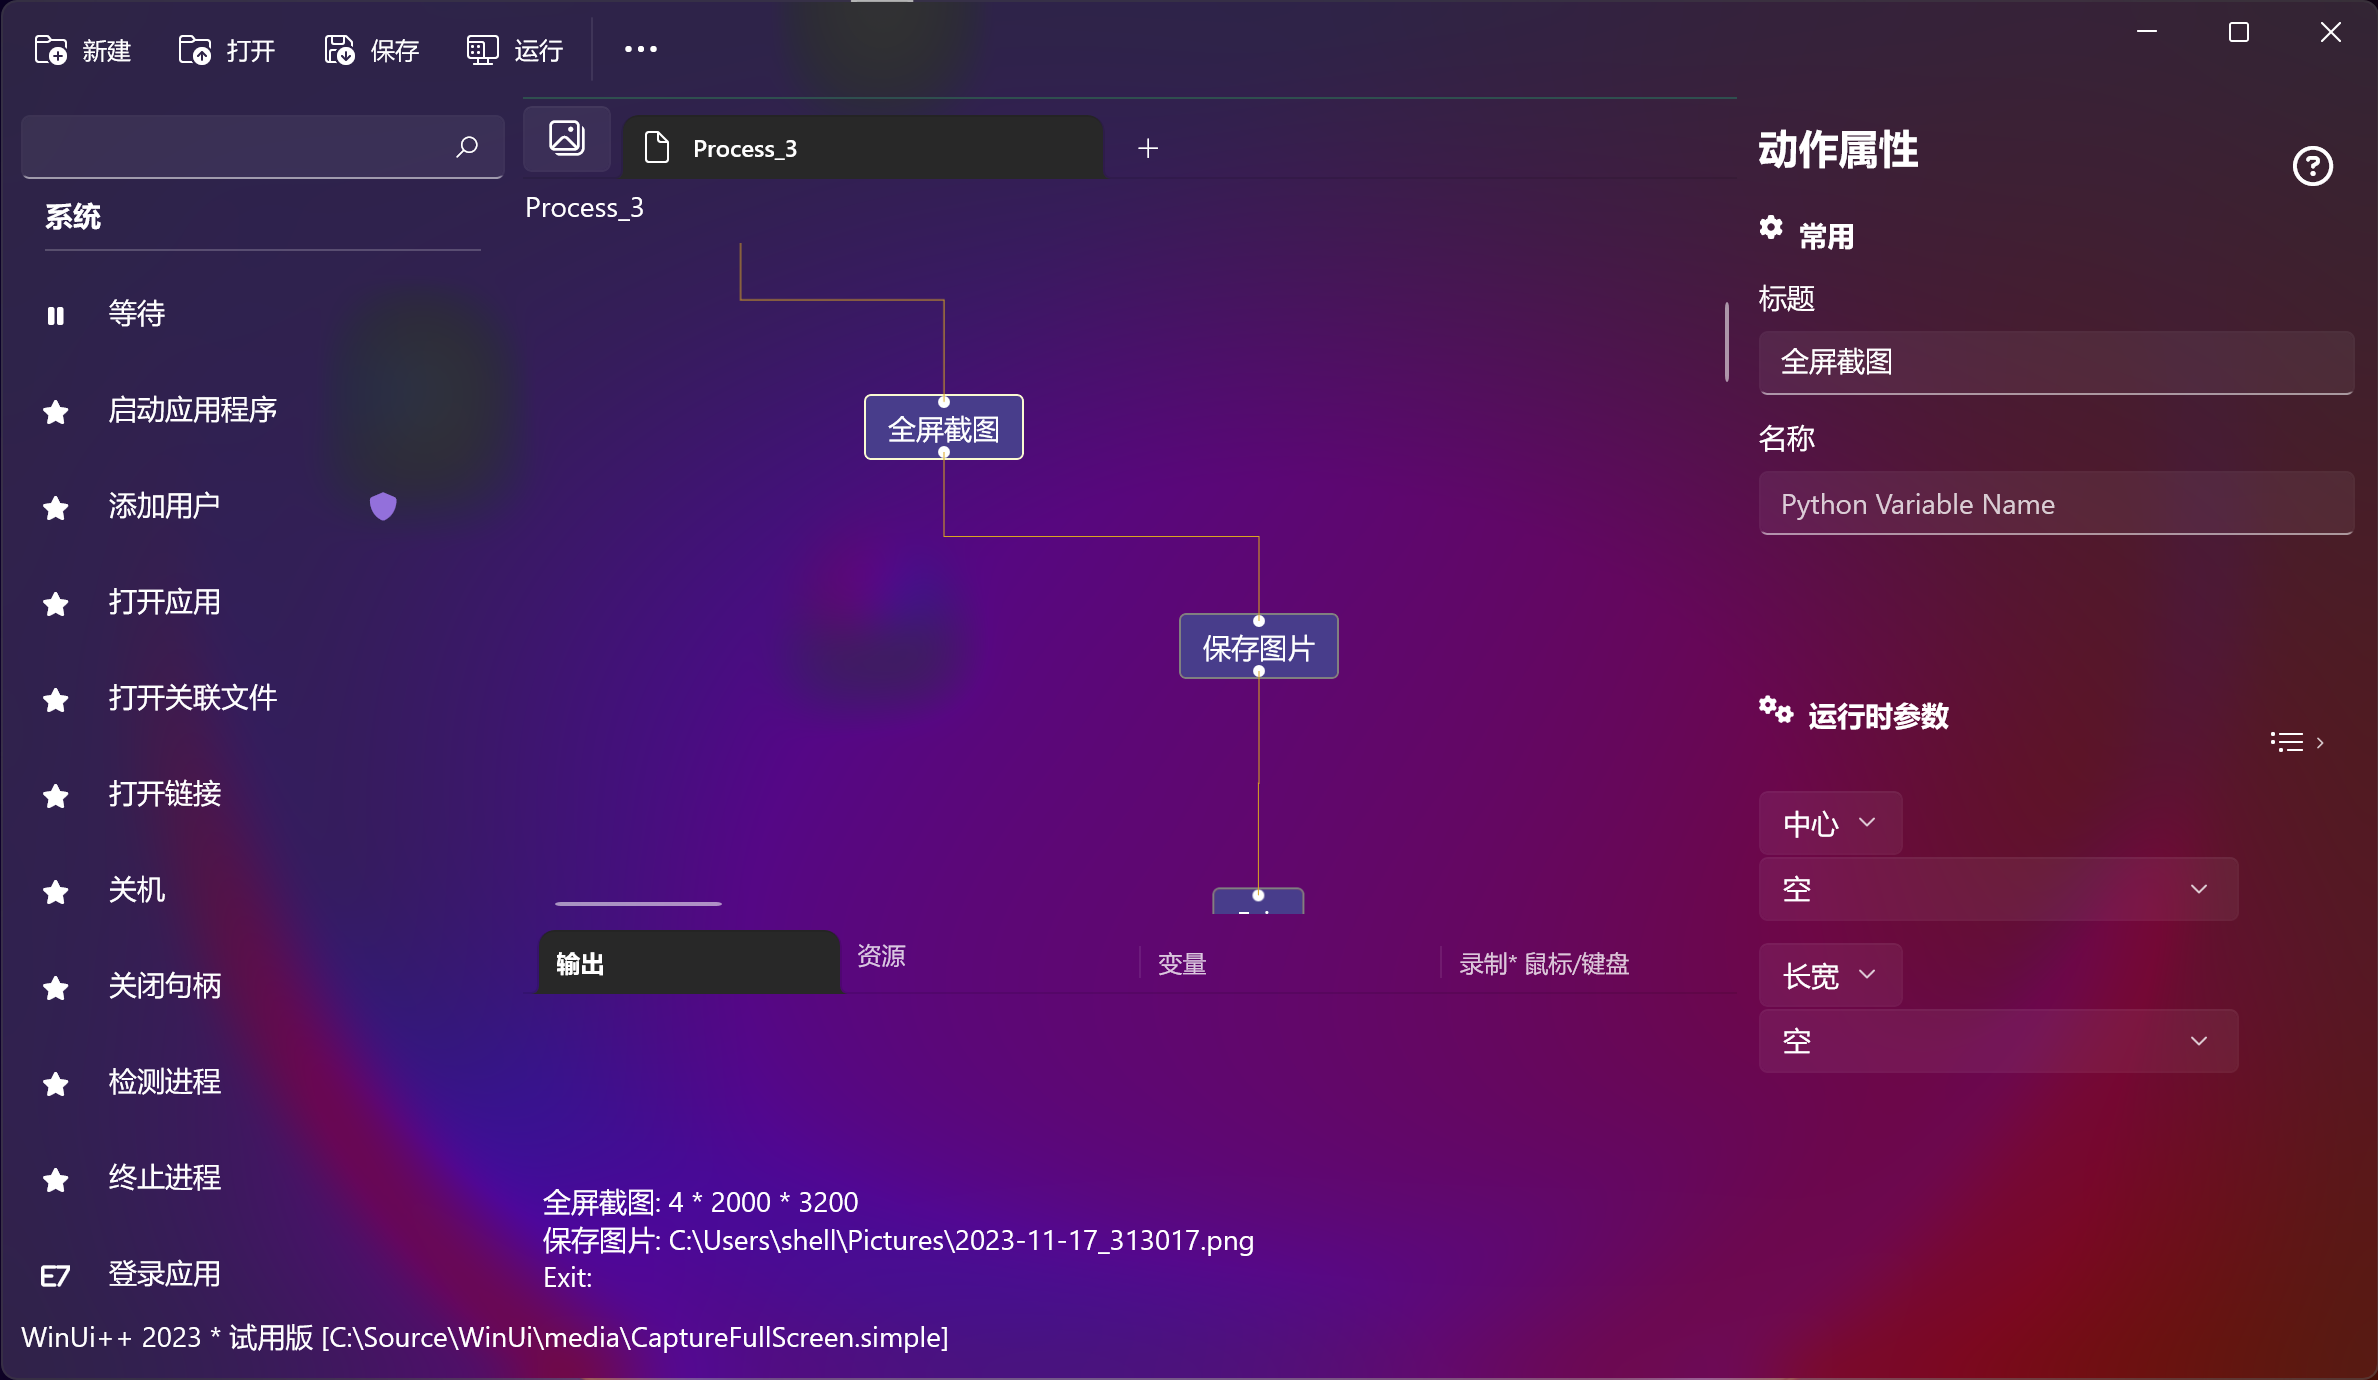 新建
打开
保存
运行
系统
等待
启动应用程序
添加用户
打开应用
打开关联文件
打开链接
关机
关闭句柄
检测进程
终止进程
E7 登录应用
Process_3
Process_3
全屏截图
保存图片
输出
资源
变量
录制* 鼠标/键盘
全屏截图: 4 * 2000 * 3200
保存图片: C:\Users\shell\Pictures\2023-11-17_313017.png
Exit:
动作属性
常用
标题
全屏截图
名称
Python Variable Name
运行时参数
中心
空
长宽
空
WinUi++ 2023 * 试用版 [C:\Source\WinUi\media\CaptureFullScreen.simple]